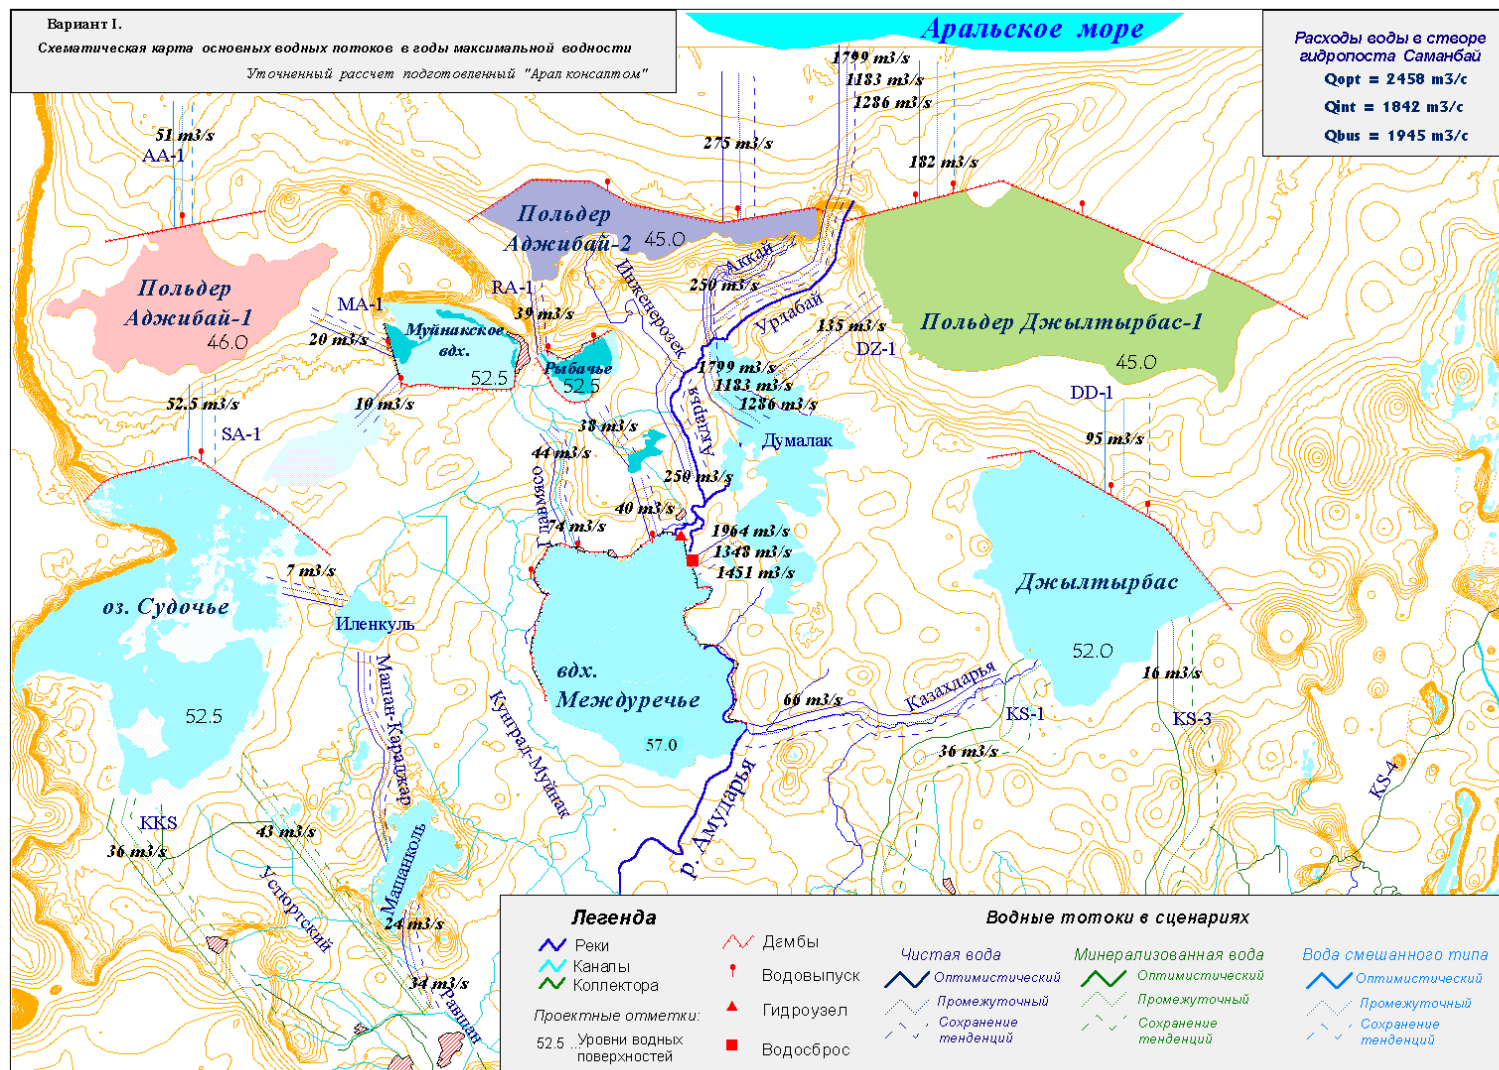 Вариант I.
Схематическая карта основных водных потоков в годы максимальной водности
Уточненный рассчет подготовленный "Арал консалтом"
Аральское море
Расходы воды в створе
гидропоста Саманбай
Qopt = 2458 m3/c
Qint = 1842 m3/c
Qbus = 1945 m3/c
1799 m3/s
1183 m3/s
1286 m3/s
51 m3/s
AA-1
275 m3/s
182 m3/s
Польдер
Аджибай-2
45.0
Польдер
Аджибай-1
46.0
MA-1
20 m3/s
RA-1
39 m3/s
Муйнакское
вдх.
52.5
Рыбачье
52.5
Инженерозек
Аккай
250 m3/s
Урдабай
135 m3/s
DZ-1
Польдер Джылтырбас-1
45.0
1799 m3/s
1183 m3/s
1286 m3/s
Думалак
Акдарья
DD-1
95 m3/s
52.5 m3/s
SA-1
10 m3/s
38 m3/s
44 m3/s
Главмясо
250 m3/s
40 m3/s
74 m3/s
1964 m3/s
1348 m3/s
1451 m3/s
7 m3/s
оз. Судочье
52.5
Иленкуль
Машан-Караджар
Кунград-Муйнак
вдх.
Междуречье
57.0
Джылтырбас
52.0
66 m3/s
Казахдарья
KS-1
36 m3/s
16 m3/s
KS-3
KS-4
р. Амударья
KKS
36 m3/s
43 m3/s
Устюртский
Машанколь
24 m3/s
34 m3/s
Равшан
Легенда
Реки
Каналы
Коллектора
Проектные отметки:
52.5 ... Уровни водных
поверхностей
Дамбы
Водовыпуск
Гидроузел
Водосброс
Водные тотоки в сценариях
Чистая вода
Оптимистический
Промежуточный
Сохранение
тенденций
Минерализованная вода
Оптимистический
Промежуточный
Сохранение
тенденций
Вода смешанного типа
Оптимистический
Промежуточный
Сохранение
тенденций